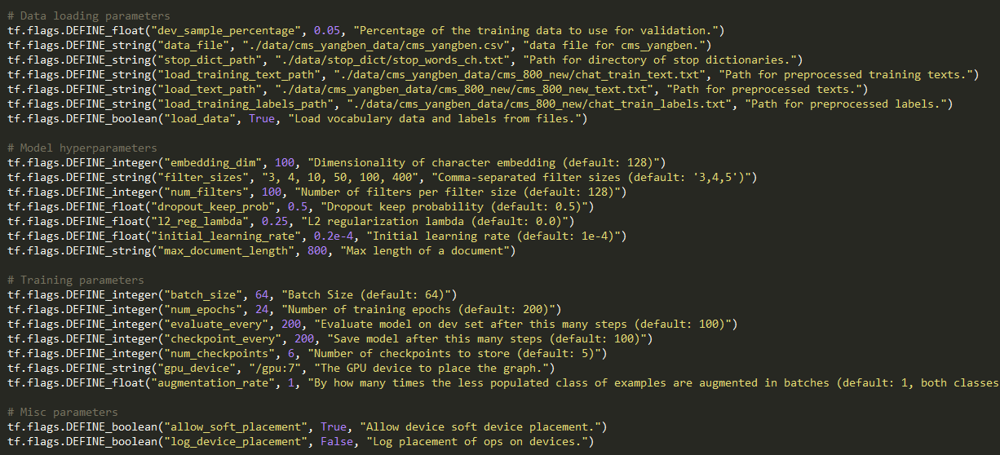 # Data loading parameters
tf.flags.DEFINE_float("dev_sample_percentage", 0.05, "Percentage of the training data to use for validation.")
tf.flags.DEFINE_string("data_file", "./data/cms_yangben_data/cms_yangben.csv", "data file for cms_yangben.")
tf.flags.DEFINE_string("stop_dict_path", "./data/stop_dict/stop_words_ch.txt", "Path for directory of stop dictionaries.")
tf.flags.DEFINE_string("load_training_text_path", "./data/cms_yangben_data/cms_800_new/chat_train_text.txt", "Path for preprocessed training texts.")
tf.flags.DEFINE_string("load_text_path", "./data/cms_yangben_data/cms_800_new/cms_800_new_text.txt", "Path for preprocessed texts.")
tf.flags.DEFINE_string("load_training_labels_path", "./data/cms_yangben_data/cms_800_new/chat_train_labels.txt", "Path for preprocessed labels.")
tf.flags.DEFINE_boolean("load_data", True, "Load vocabulary data and labels from files.")
# Model hyperparameters
tf.flags.DEFINE_integer("embedding_dim", 100, "Dimensionality of character embedding (default: 128)")
tf.flags.DEFINE_string("filter_sizes", "3, 4, 10, 50, 100, 400", "Comma-separated filter sizes (default: '3,4,5')")
tf.flags.DEFINE_integer("num_filters", 100, "Number of filters per filter size (default: 128)")
tf.flags.DEFINE_float("dropout_keep_prob", 0.5, "Dropout keep probability (default: 0.5)")
tf.flags.DEFINE_float("l2_reg_lambda", 0.25, "L2 regularization lambda (default: 0.0)")
tf.flags.DEFINE_float("initial_learning_rate", 0.2e-4, "Initial learning rate (default: 1e-4)")
tf.flags.DEFINE_string("max_document_length", 800, "Max length of a document")
# Training parameters
tf.flags.DEFINE_integer("batch_size", 64, "Batch Size (default: 64)")
tf.flags.DEFINE_integer("num_epochs", 24, "Number of training epochs (default: 200)")
tf.flags.DEFINE_integer("evaluate_every", 200, "Evaluate model on dev set after this many steps (default: 100)")
tf.flags.DEFINE_integer("checkpoint_every", 200, "Save model after this many steps (default: 100)")
tf.flags.DEFINE_integer("num_checkpoints", 6, "Number of checkpoints to store (default: 5)")
tf.flags.DEFINE_string("gpu_device", "/gpu:7", "The GPU device to place the graph.")
tf.flags.DEFINE_float("augmentation_rate", 1, "By how many times the less populated class of examples are augmented in batches (default: 1, both classes
# Misc parameters
tf.flags.DEFINE_boolean("allow_soft_placement", True, "Allow device soft device placement.")
tf.flags.DEFINE_boolean("log_device_placement", False, "Log placement of ops on devices.")